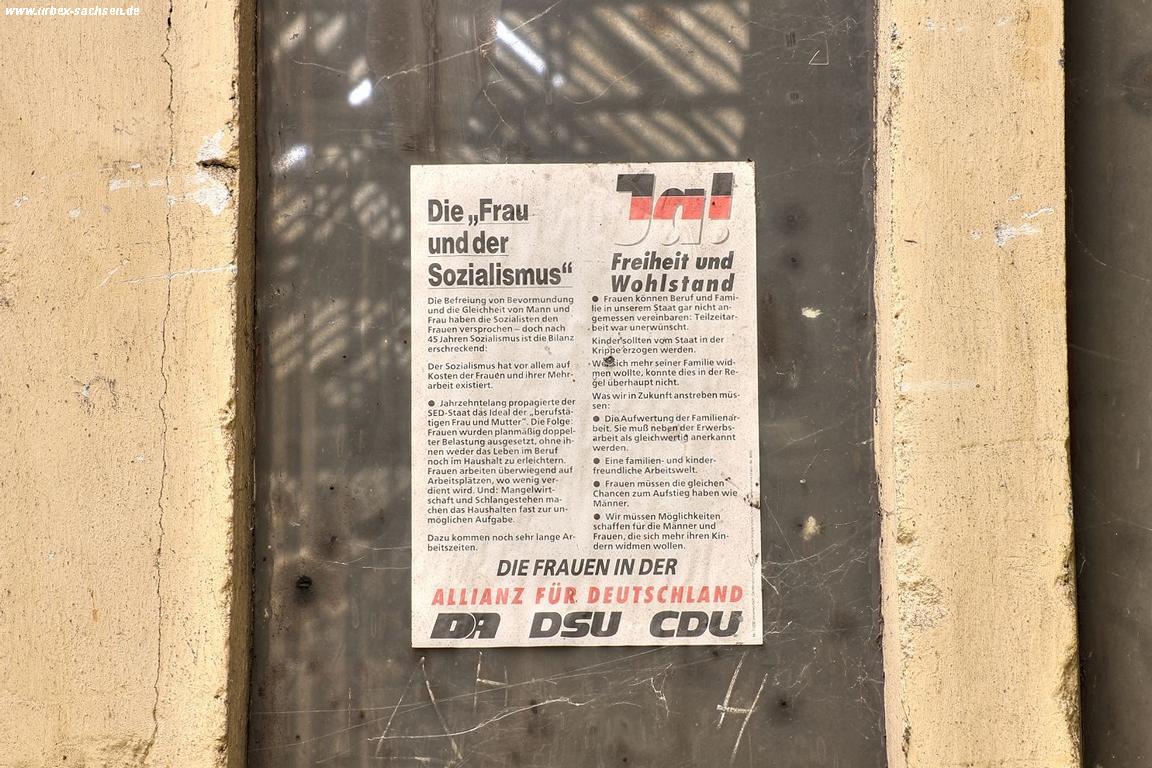 www.urbex-sachsen.de
Die „Frau
und der
Sozialismus“
Die Befreiung von Bevormundung
und die Gleichheit von Mann und
Frau haben die Sozialisten den
Frauen versprochen – doch nach
45 Jahren Sozialismus ist die Bilanz
erschreckend:
Der Sozialismus hat vor allem auf
Kosten der Frauen und ihrer Mehr-
arbeit existiert.
● Jahrzehntelang propagierte der
SED-Staat das Ideal der „berufstä-
tigen Frau und Mutter“. Die Folge:
Frauen wurden planmäßig doppel-
ter Belastung ausgesetzt, ohne ih-
nen weder das Leben im Beruf
noch im Haushalt zu erleichtern.
Frauen arbeiten überwiegend auf
Arbeitsplätzen, wo wenig ver-
dient wird. Und: Mangelwirt-
schaft und Schlangestehen ma-
chen das Haushalten fast zur un-
möglichen Aufgabe.
Dazu kommen noch sehr lange Ar-
beitszeiten.
Ja!
Freiheit und
Wohlstand
● Frauen können Beruf und Fami-
lie in unserem Staat gar nicht an-
gemessen vereinbaren: Teilzeitar-
beit war unerwünscht.
Kinder sollten vom Staat in der
Krippe erzogen werden.
Wer sich mehr seiner Familie wid-
men wollte, konnte dies in der Re-
gel überhaupt nicht.
Was wir in Zukunft anstreben müs-
sen:
● Die Aufwertung der Familienar-
beit. Sie muß neben der Erwerbs-
arbeit als gleichwertig anerkannt
werden.
● Eine familien- und kinder-
freundliche Arbeitswelt.
● Frauen müssen die gleichen
Chancen zum Aufstieg haben wie
Männer.
● Wir müssen Möglichkeiten
schaffen für die Männer und
Frauen, die sich mehr ihren Kin-
dern widmen wollen.
DIE FRAUEN IN DER
ALLIANZ FÜR DEUTSCHLAND
DA DSU CDU